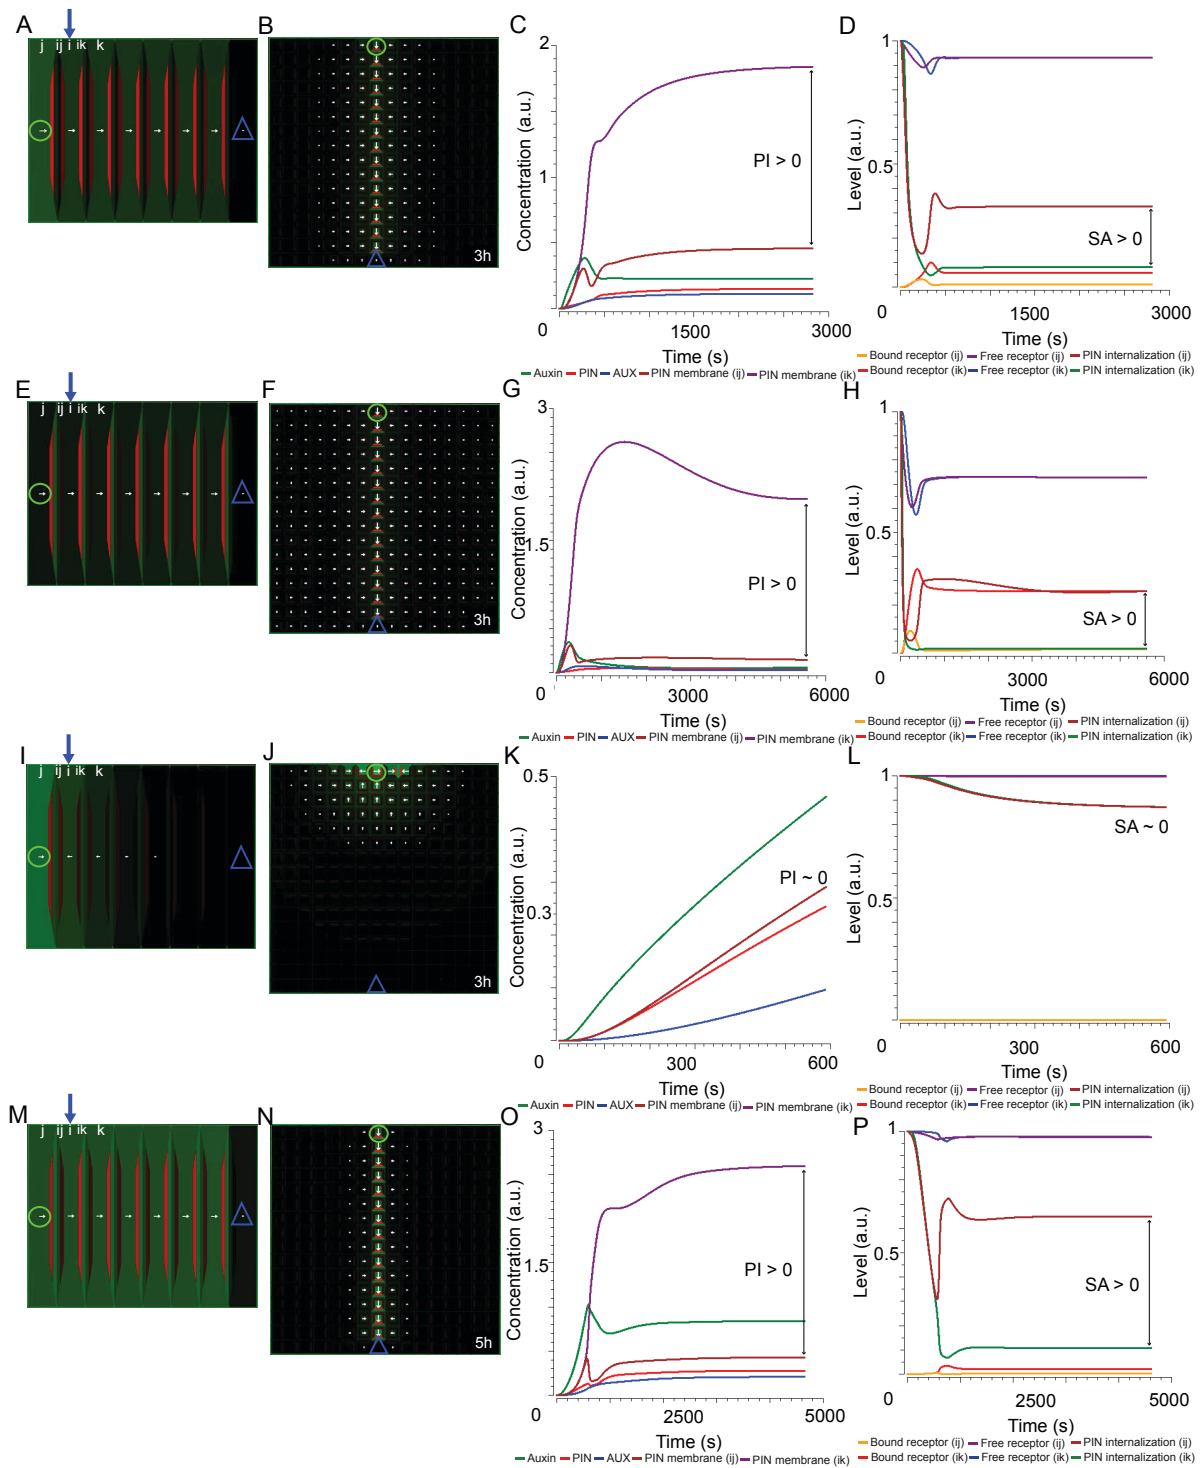 A
j ij i ik k
B
3h
C
2
1
0
1500
3000
Concentration (a.u.)
Time (s)
PI > 0
Auxin PIN AUX PIN membrane (ij) PIN membrane (ik)
D
1
0.5
0
1500
3000
Level (a.u.)
Time (s)
SA > 0
Bound receptor (ij) Free receptor (ij) PIN internalization (ij)
Bound receptor (ik) Free receptor (ik) PIN internalization (ik)
E
j ij i ik k
F
3h
G
3
1.5
0
3000
6000
Concentration (a.u.)
Time (s)
PI > 0
Auxin PIN AUX PIN membrane (ij) PIN membrane (ik)
H
1
0.5
0
3000
6000
Level (a.u.)
Time (s)
SA > 0
Bound receptor (ij) Free receptor (ij) PIN internalization (ij)
Bound receptor (ik) Free receptor (ik) PIN internalization (ik)
I
j ij i ik k
J
3h
K
0.5
0.3
0
300
600
Concentration (a.u.)
Time (s)
PI ~ 0
Auxin PIN AUX PIN membrane (ij) PIN membrane (ik)
L
1
0.5
0
300
600
Level (a.u.)
Time (s)
SA ~ 0
Bound receptor (ij) Free receptor (ij) PIN internalization (ij)
Bound receptor (ik) Free receptor (ik) PIN internalization (ik)
M
j ij i ik k
N
5h
O
3
1.5
0
2500
5000
Concentration (a.u.)
Time (s)
PI > 0
Auxin PIN AUX PIN membrane (ij) PIN membrane (ik)
P
1
0.5
0
2500
5000
Level (a.u.)
Time (s)
SA > 0
Bound receptor (ij) Free receptor (ij) PIN internalization (ij)
Bound receptor (ik) Free receptor (ik) PIN internalization (ik)